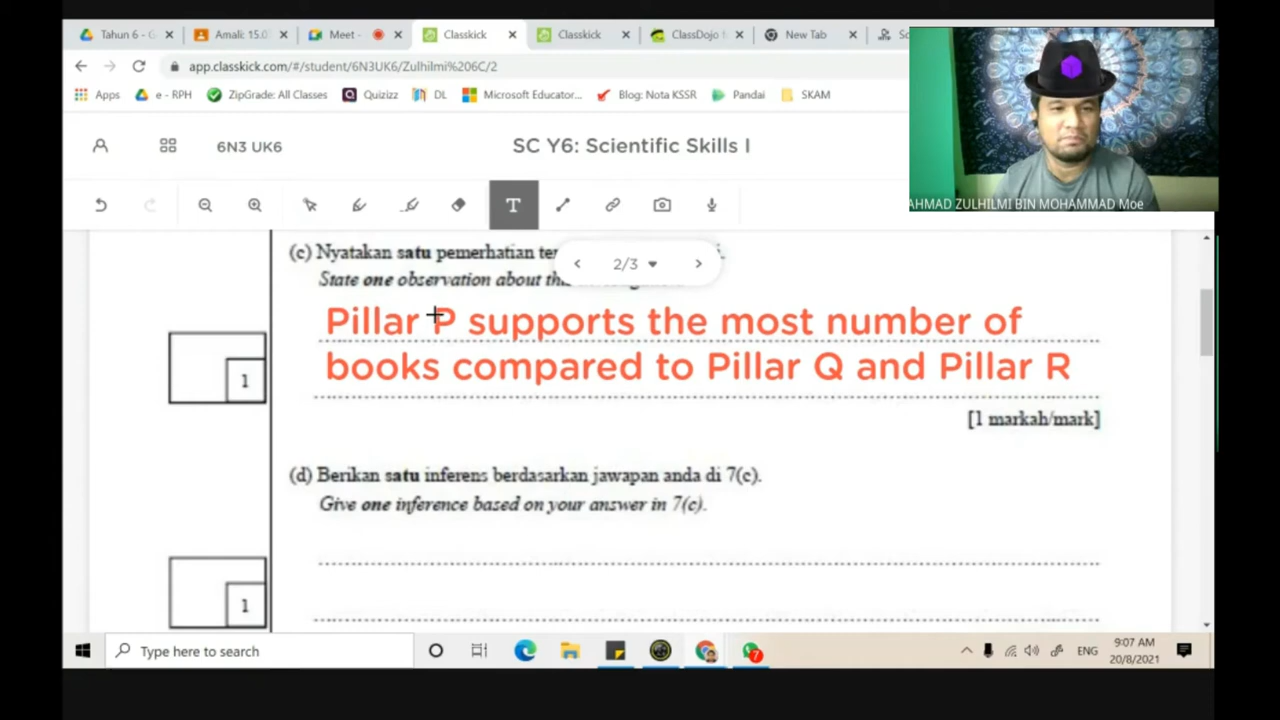 Tahun 6 - G
Amali: 15.0
Meet -
Classkick
Classkick
ClassDojo
New Tab
app.classkick.com/#/student/6N3UK6/Zulhilmi%206C/2
Apps
e - RPH
ZipGrade: All Classes
Quizizz
DL
Microsoft Educator...
Blog: Nota KSSR
Pandai
SKAM
6N3 UK6
SC Y6: Scientific Skills I
AHMAD ZULHILMI BIN MOHAMMAD Moe
T
(c) Nyatakan satu pemerhatian
2/3
State one observation about
Pillar P supports the most number of
books compared to Pillar Q and Pillar R
1
[1 markah/mark]
(d) Berikan satu inferens berdasarkan jawapan anda di 7(c).
Give one inference based on your answer in 7(c).
1
Type here to search
7
ENG
9:07 AM
20/8/2021